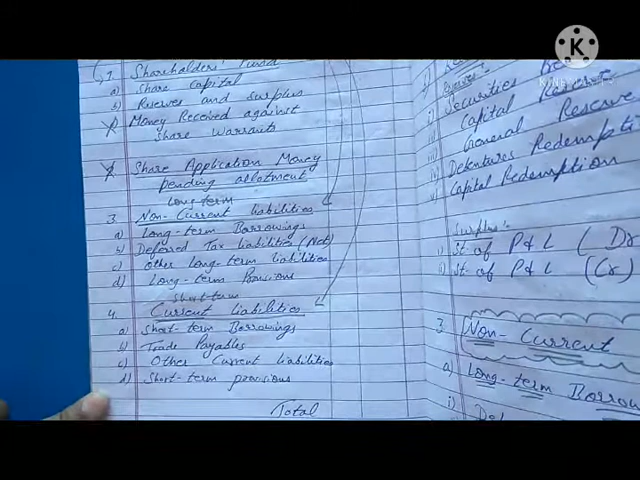 1. Shareholders' Fund
a) Share Capital
b) Reserves and Surplus
c) Money Received against
Share Warrants
2. Share Application Money
pending allotment
Long-term
3. Non-Current liabilities
a) Long-term Borrowings
b) Deferred Tax liabilities (Net)
c) Other Long-term liabilities
d) Long-term Provisions
Short-term
4. Current liabilities
a) Short-term Borrowings
b) Trade Payables
c) Other Current liabilities
d) Short-term provisions
Total
Securities
Capital Reserve
General Reserve
Debentures Redempti
Capital Redemption
Surplus:
i) St. of P & L ( Dr
ii) St. of P & L (Cr)
3. Non-Current
a) Long-term Borrow
i)
K
KINEMASTER